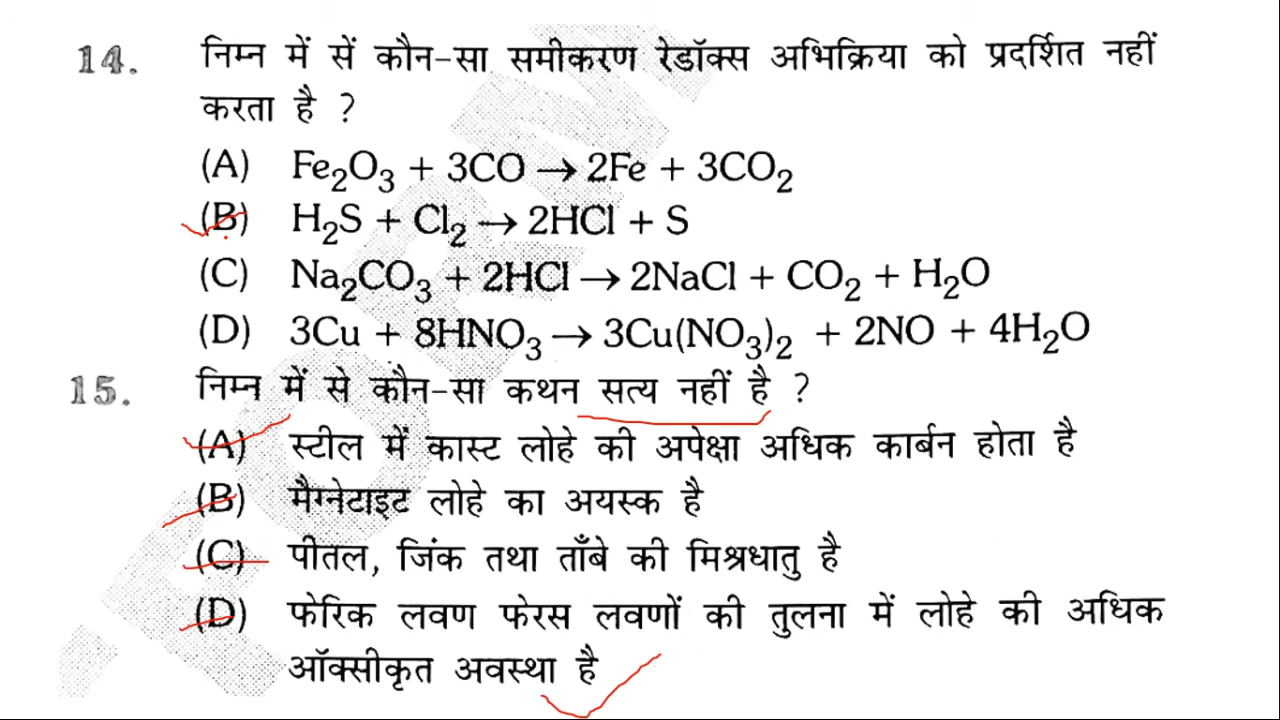 14. निम्न में सें कौन-सा समीकरण रेडॉक्स अभिक्रिया को प्रदर्शित नहीं
करता है ?
(A) Fe₂O₃ + 3CO → 2Fe + 3CO₂
(B) H₂S + Cl₂ → 2HCl + S
(C) Na₂CO₃ + 2HCl → 2NaCl + CO₂ + H₂O
(D) 3Cu + 8HNO₃ → 3Cu(NO₃)₂ + 2NO + 4H₂O
15. निम्न में से कौन-सा कथन सत्य नहीं है ?
(A) स्टील में कास्ट लोहे की अपेक्षा अधिक कार्बन होता है
(B) मैग्नेटाइट लोहे का अयस्क है
(C) पीतल, जिंक तथा ताँबे की मिश्रधातु है
(D) फेरिक लवण फेरस लवणों की तुलना में लोहे की अधिक
ऑक्सीकृत अवस्था है